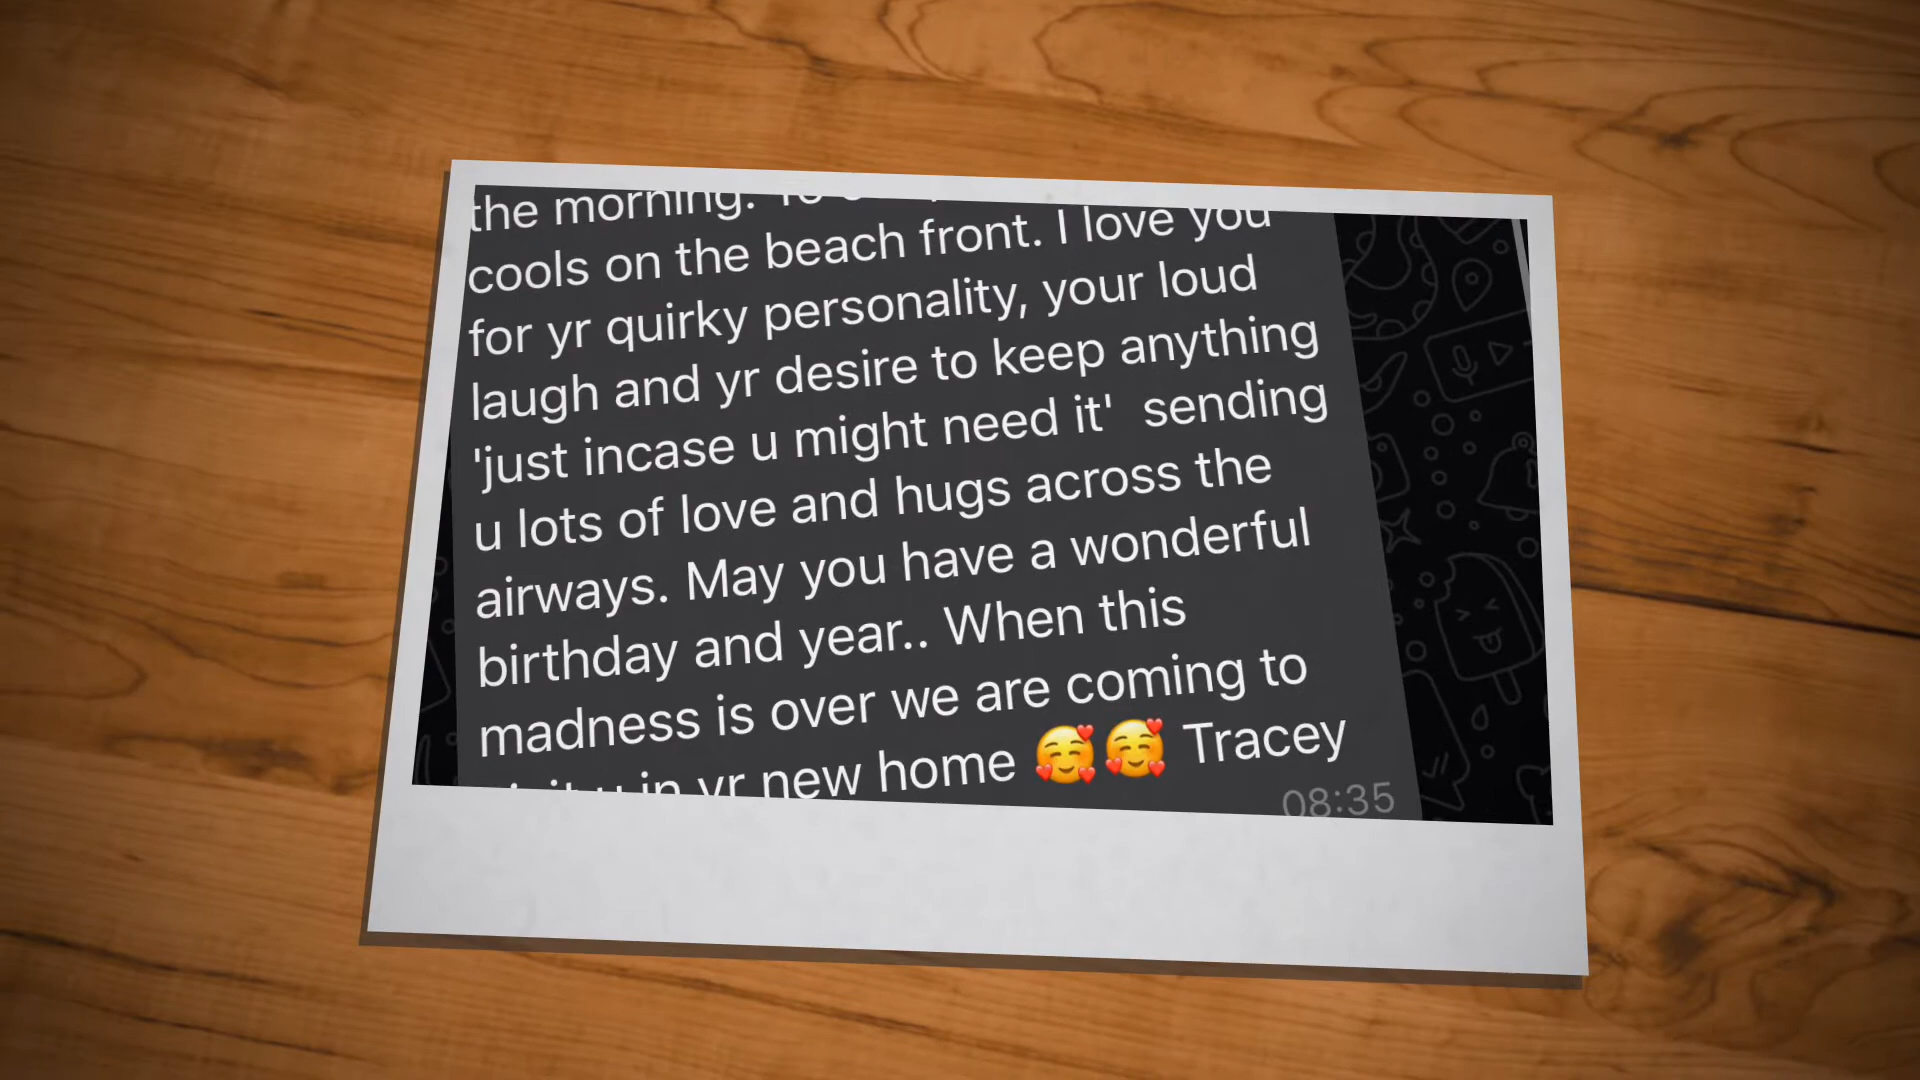 the morning.
cools on the beach front. I love you
for yr quirky personality, your loud
laugh and yr desire to keep anything
'just incase u might need it'  sending
u lots of love and hugs across the
airways. May you have a wonderful
birthday and year.. When this
madness is over we are coming to
in yr new home 🥰🥰 Tracey
08:35